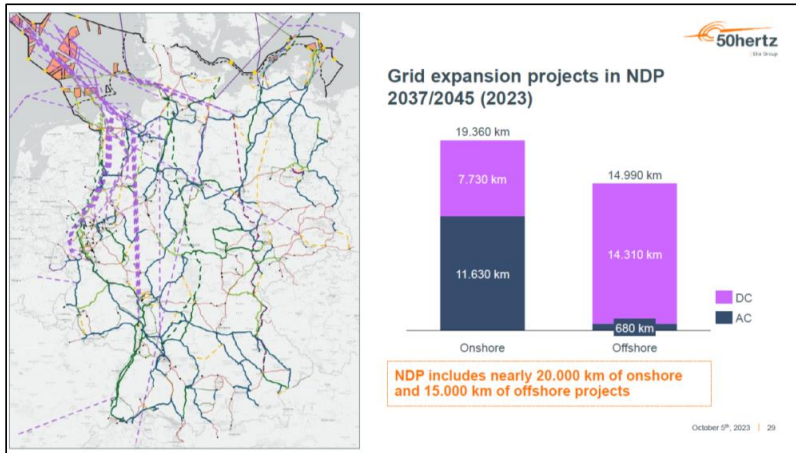 50hertz
Elia Group
Grid expansion projects in NDP
2037/2045 (2023)
19.360 km
7.730 km
11.630 km
Onshore
14.990 km
14.310 km
680 km
Offshore
DC
AC
NDP includes nearly 20.000 km of onshore
and 15.000 km of offshore projects
October 5th, 2023 | 29